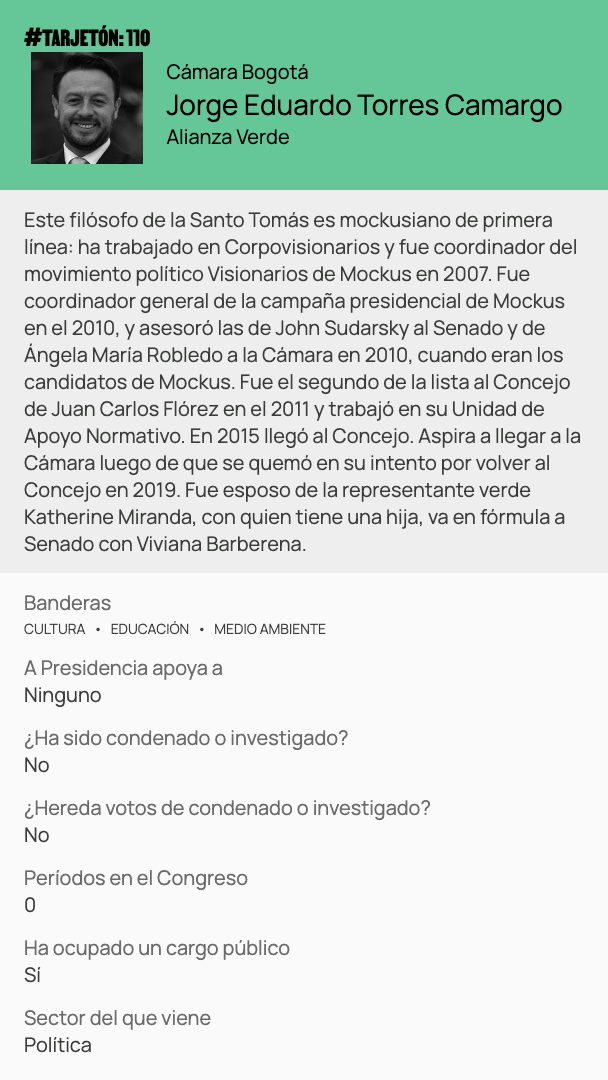 #TARJETÓN: 110
Cámara Bogotá
Jorge Eduardo Torres Camargo
Alianza Verde
Este filósofo de la Santo Tomás es mockusiano de primera
línea: ha trabajado en Corpovisionarios y fue coordinador del
movimiento político Visionarios de Mockus en 2007. Fue
coordinador general de la campaña presidencial de Mockus
en el 2010, y asesoró las de John Sudarsky al Senado y de
Ángela María Robledo a la Cámara en 2010, cuando eran los
candidatos de Mockus. Fue el segundo de la lista al Concejo
de Juan Carlos Flórez en el 2011 y trabajó en su Unidad de
Apoyo Normativo. En 2015 llegó al Concejo. Aspira a llegar a la
Cámara luego de que se quemó en su intento por volver al
Concejo en 2019. Fue esposo de la representante verde
Katherine Miranda, con quien tiene una hija, va en fórmula a
Senado con Viviana Barberena.
Banderas
CULTURA • EDUCACIÓN • MEDIO AMBIENTE
A Presidencia apoya a
Ninguno
¿Ha sido condenado o investigado?
No
¿Hereda votos de condenado o investigado?
No
Períodos en el Congreso
0
Ha ocupado un cargo público
Sí
Sector del que viene
Política